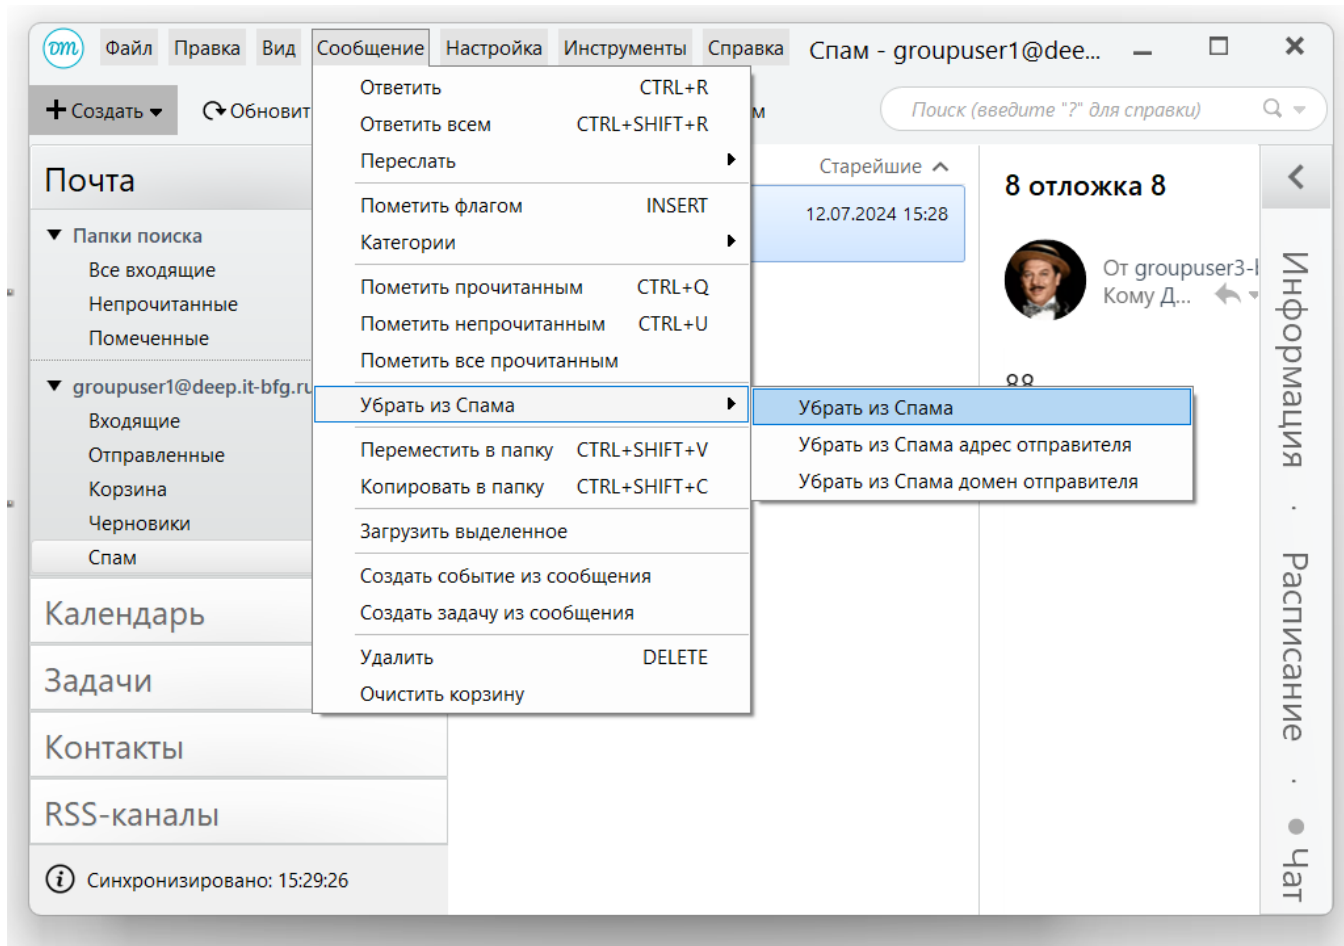 DM Файл Правка Вид Сообщение Настройка Инструменты Справка Спам - groupuser1@dee...
Создать Обновит м Поиск (введите "?" для справки)
Почта
Папки поиска
Все входящие
Непрочитанные
Помеченные
groupuser1@deep.it-bfg.ru
Входящие
Отправленные
Корзина
Черновики
Спам
Календарь
Задачи
Контакты
RSS-каналы
Синхронизировано: 15:29:26
Ответить CTRL+R
Ответить всем CTRL+SHIFT+R
Переслать
Пометить флагом INSERT
Категории
Пометить прочитанным CTRL+Q
Пометить непрочитанным CTRL+U
Пометить все прочитанным
Убрать из Спама
Переместить в папку CTRL+SHIFT+V
Копировать в папку CTRL+SHIFT+C
Загрузить выделенное
Создать событие из сообщения
Создать задачу из сообщения
Удалить DELETE
Очистить корзину
Убрать из Спама
Убрать из Спама адрес отправителя
Убрать из Спама домен отправителя
Старейшие
12.07.2024 15:28
8 отложка 8
От groupuser3-
Кому Д...
Информация
Расписание
Чат